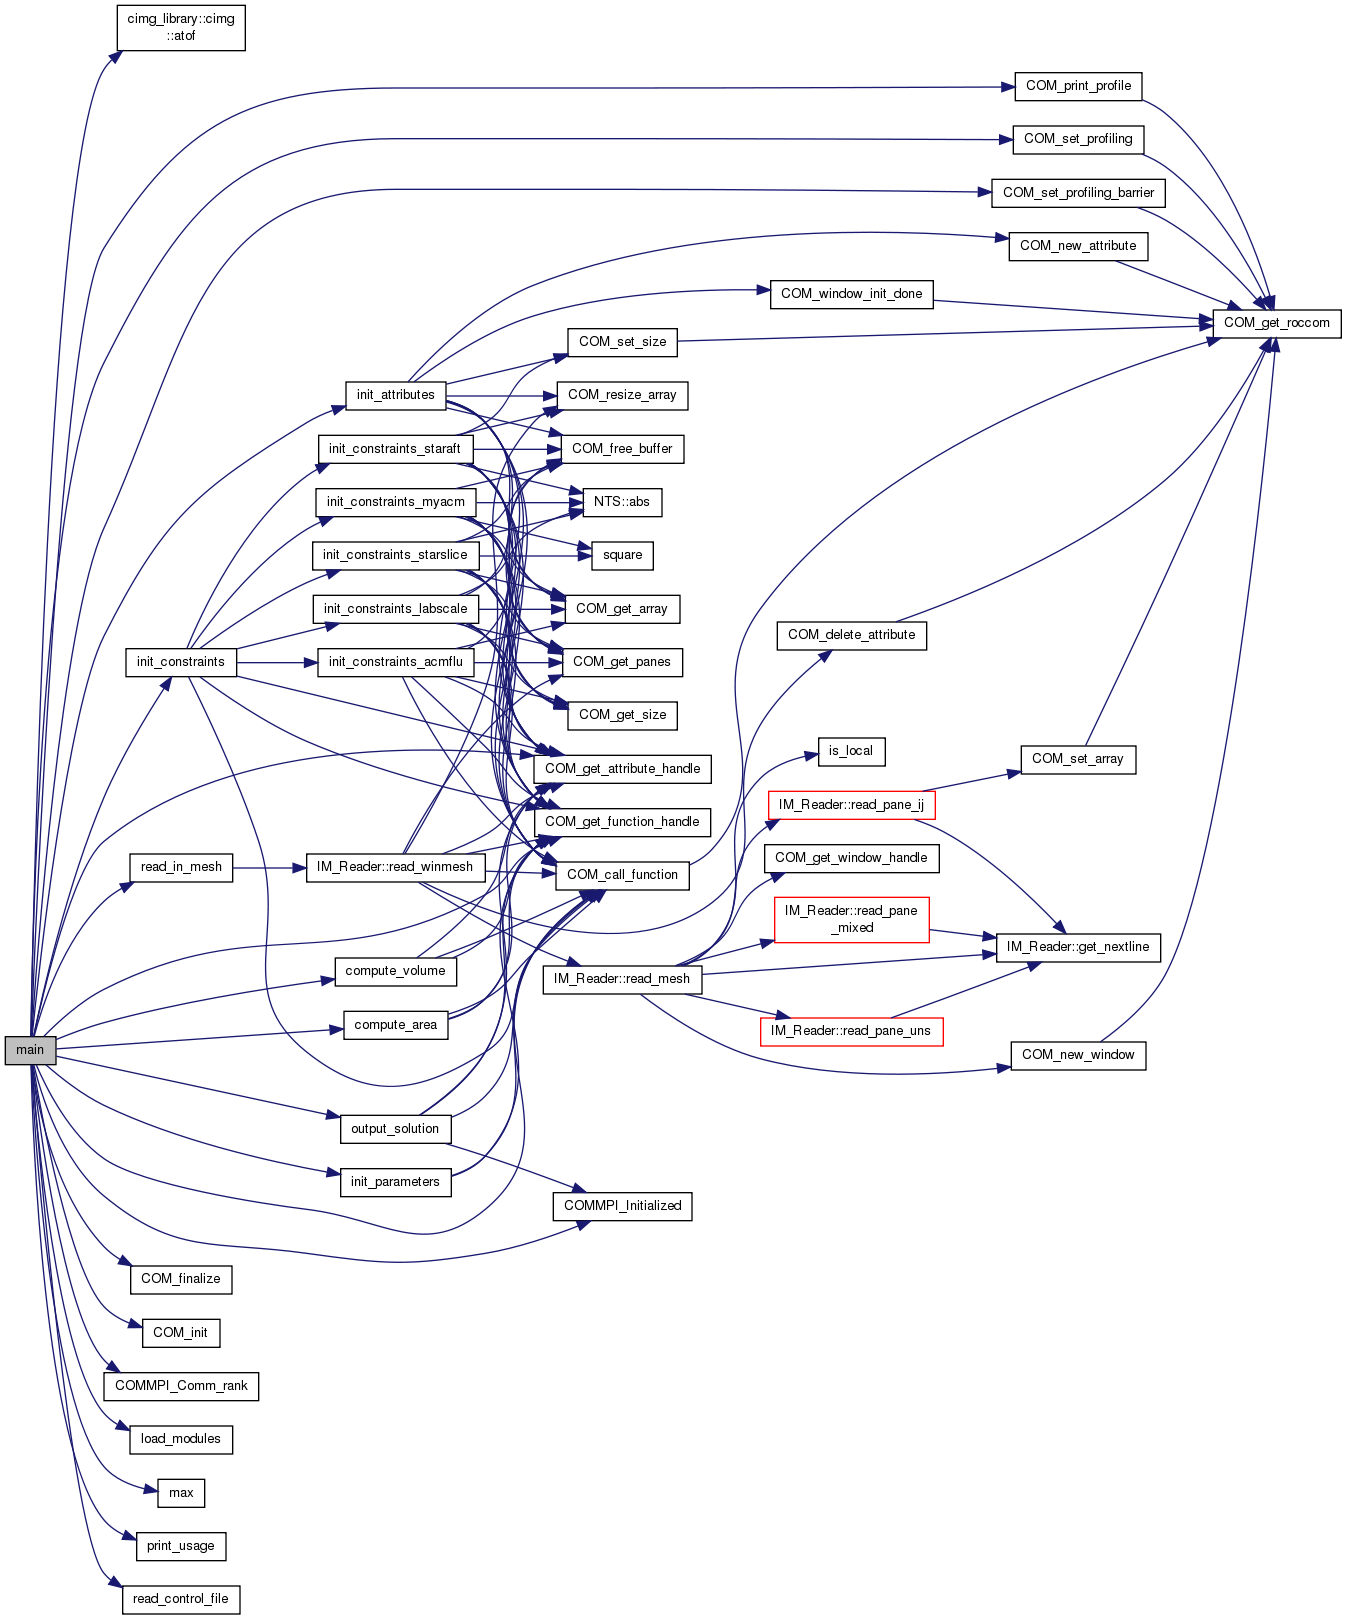 cimg_library::cimg
::atof
COM_print_profile
COM_set_profiling
COM_set_profiling_barrier
COM_new_attribute
COM_window_init_done
COM_get_roccom
COM_set_size
init_attributes
COM_resize_array
init_constraints_staraft
COM_free_buffer
init_constraints_myacm
NTS::abs
init_constraints_starslice
square
init_constraints_labscale
COM_get_array
COM_delete_attribute
init_constraints
init_constraints_acmflu
COM_get_panes
COM_get_size
is_local
COM_set_array
COM_get_attribute_handle
IM_Reader::read_pane_ij
COM_get_function_handle
COM_get_window_handle
read_in_mesh
IM_Reader::read_winmesh
COM_call_function
IM_Reader::read_pane
_mixed
IM_Reader::get_nextline
compute_volume
IM_Reader::read_mesh
compute_area
IM_Reader::read_pane_uns
main
COM_new_window
output_solution
init_parameters
COMMPI_Initialized
COM_finalize
COM_init
COMMPI_Comm_rank
load_modules
max
print_usage
read_control_file